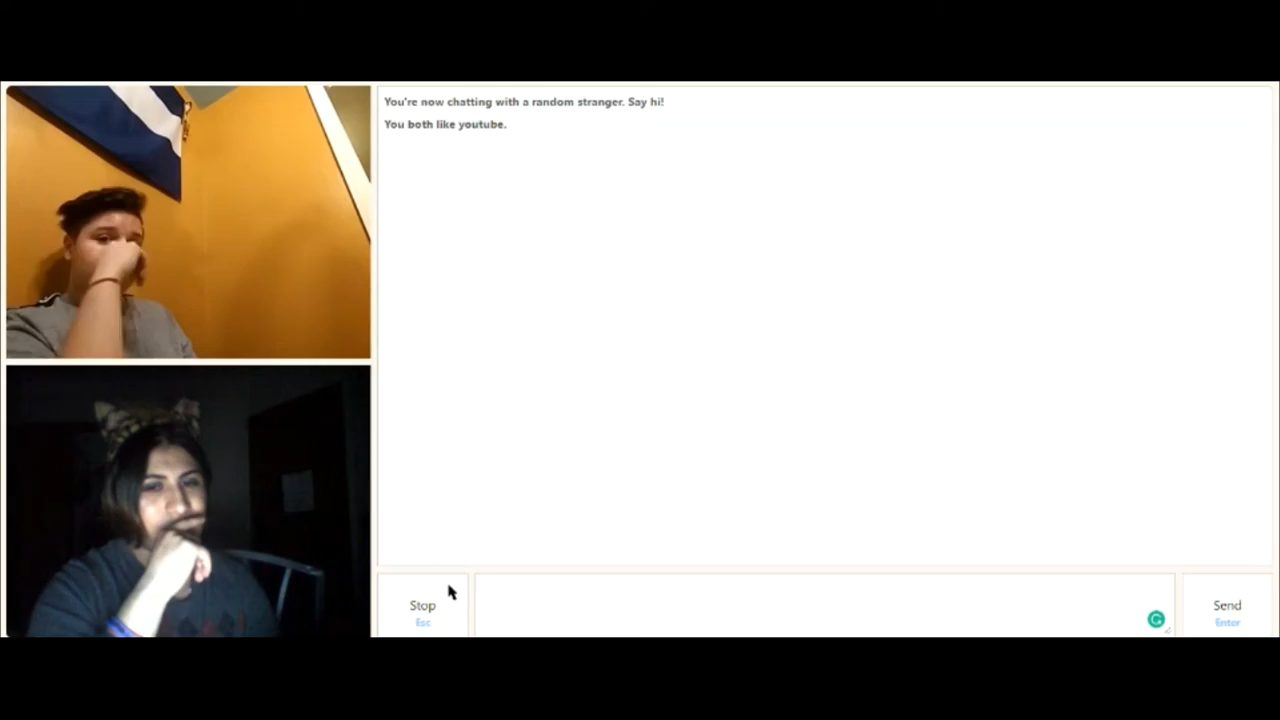 You're now chatting with a random stranger. Say hi!
You both like youtube.
Stop
Esc
Send
Enter